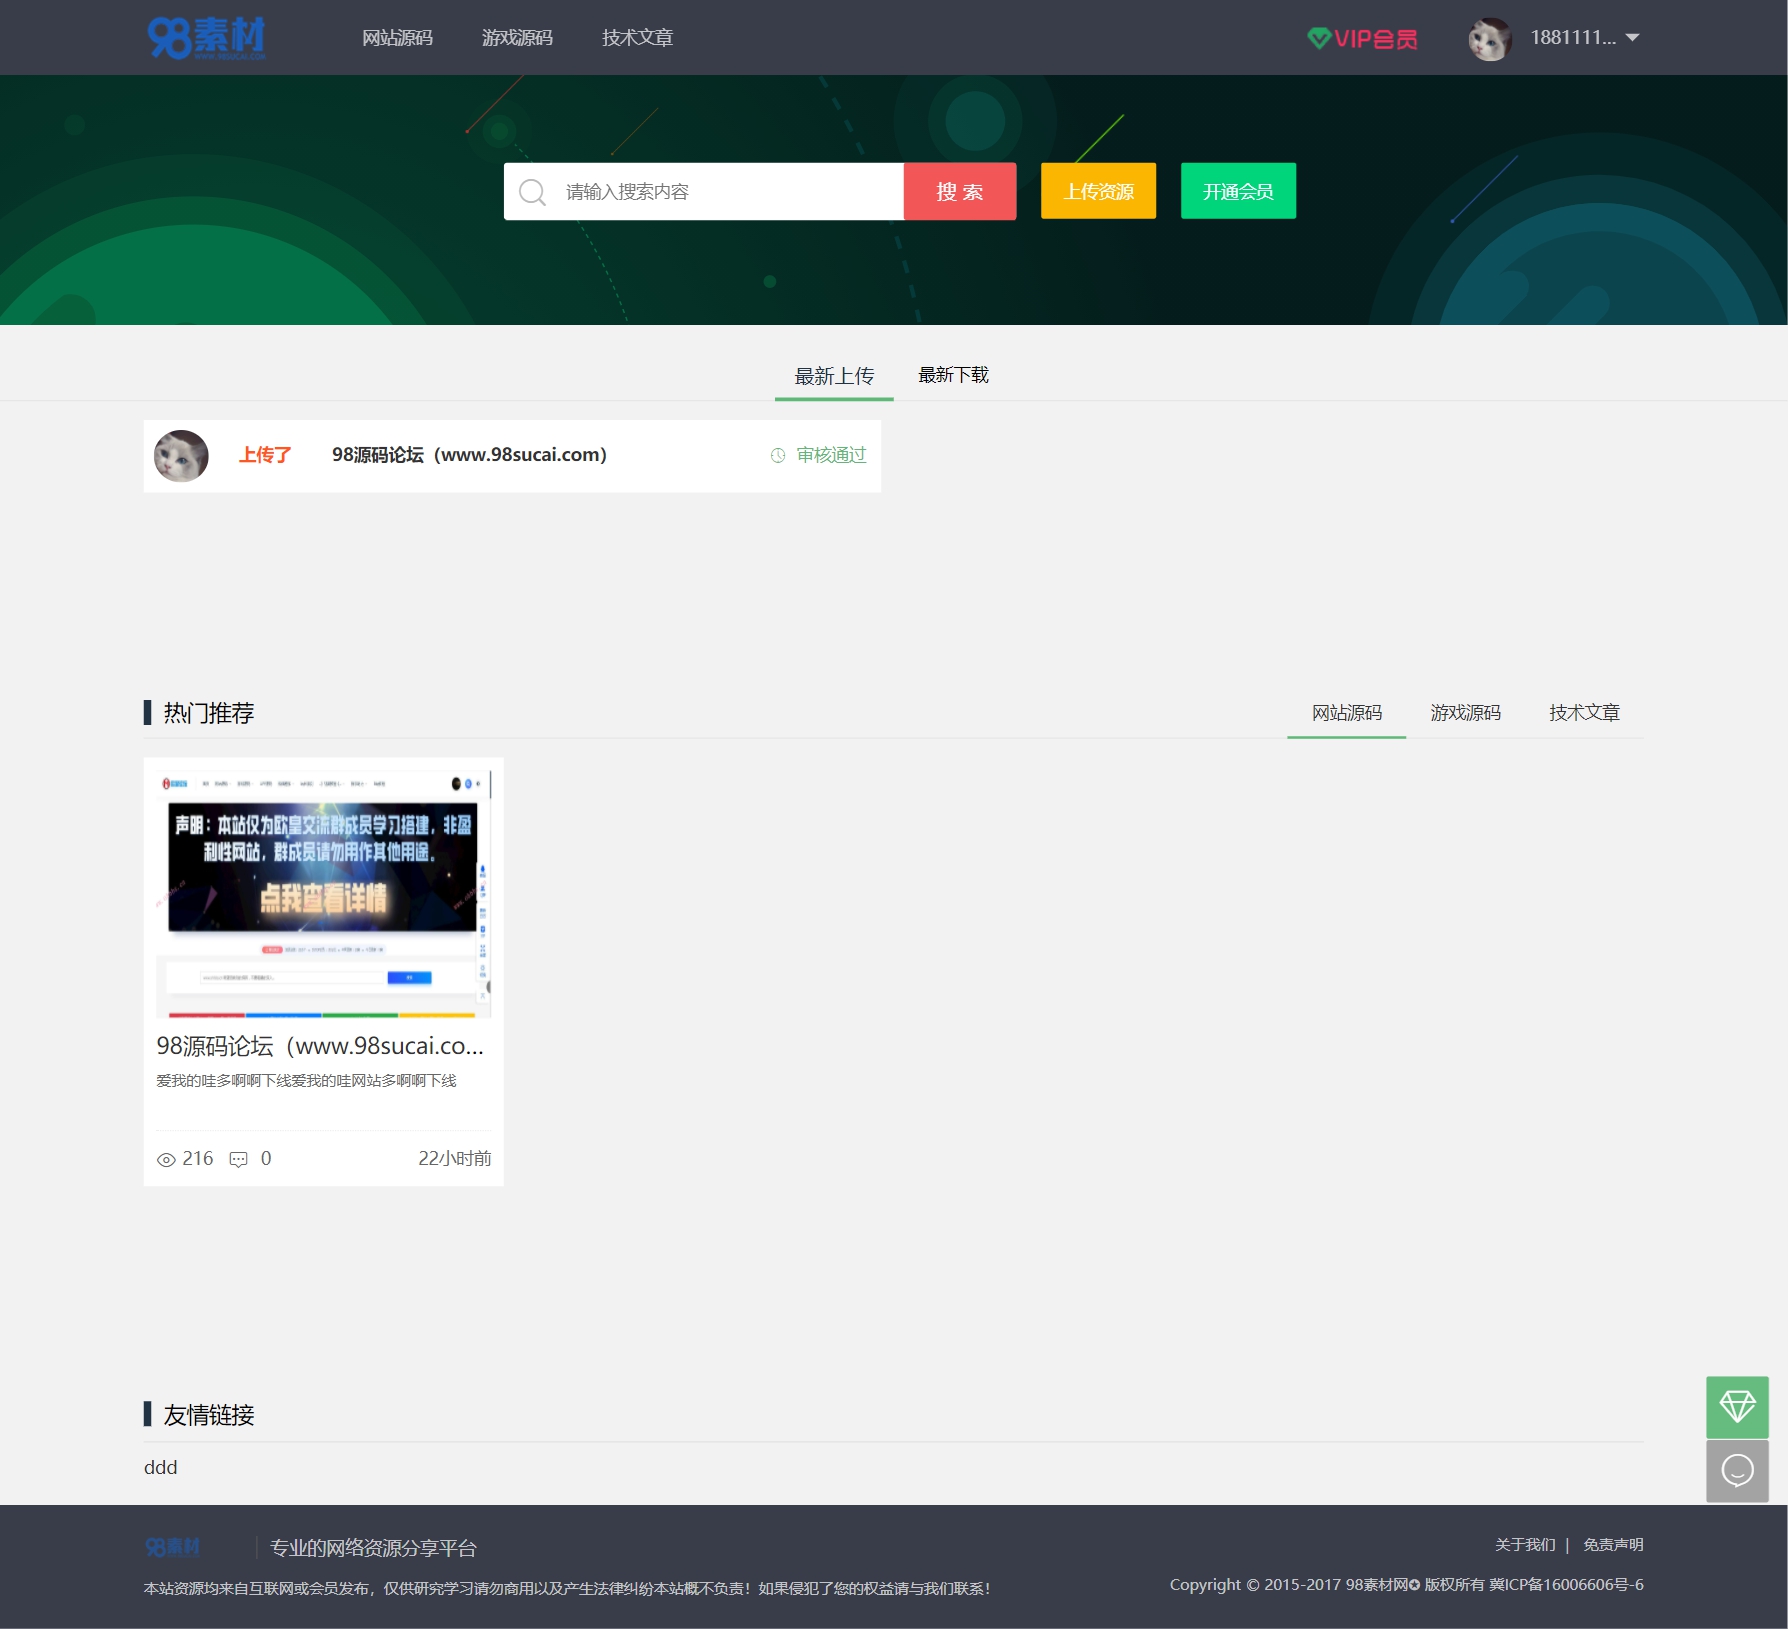 98素材
WWW.98SUCAI.COM
网站源码 游戏源码 技术文章
VIP会员
1881111...
请输入搜索内容
搜 索
上传资源
开通会员
最新上传 最新下载
上传了 98源码论坛（www.98sucai.com） 审核通过
热门推荐
网站源码 游戏源码 技术文章
声明：本站仅为欧皇交流群成员学习搭建，非盈
利性网站，群成员请勿用作其他用途。
点我查看详情
98源码论坛（www.98sucai.co...
爱我的哇多啊啊下线爱我的哇网站多啊啊下线
216 0 22小时前
友情链接
ddd
98素材
专业的网络资源分享平台
关于我们 | 免责声明
本站资源均来自互联网或会员发布，仅供研究学习请勿商用以及产生法律纠纷本站概不负责！如果侵犯了您的权益请与我们联系！
Copyright © 2015-2017 98素材网✪ 版权所有 冀ICP备16006606号-6